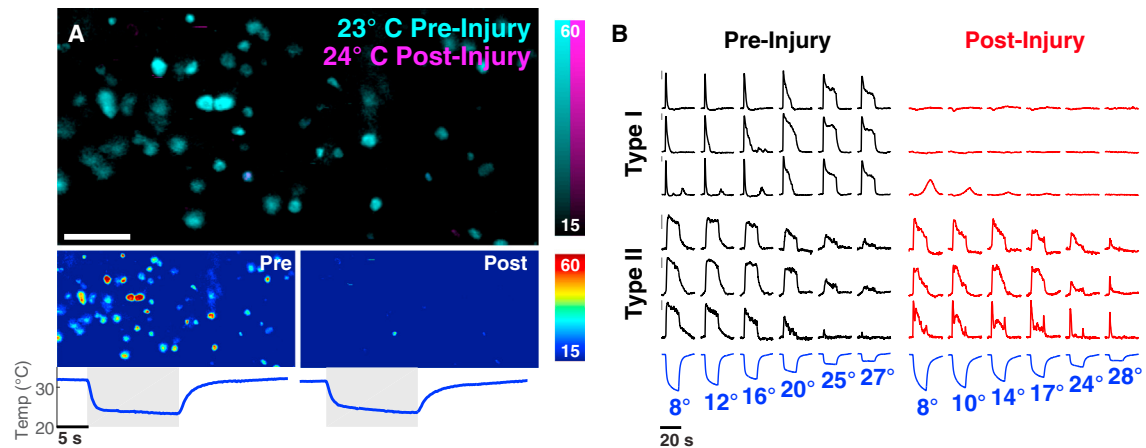 A
23° C Pre-Injury
24° C Post-Injury
60
15
Pre
Post
60
15
Temp (°C)
30
20
5 s
B
Pre-Injury
Post-Injury
Type I
Type II
8°
12°
16°
20°
25°
27°
8°
10°
14°
17°
24°
28°
20 s